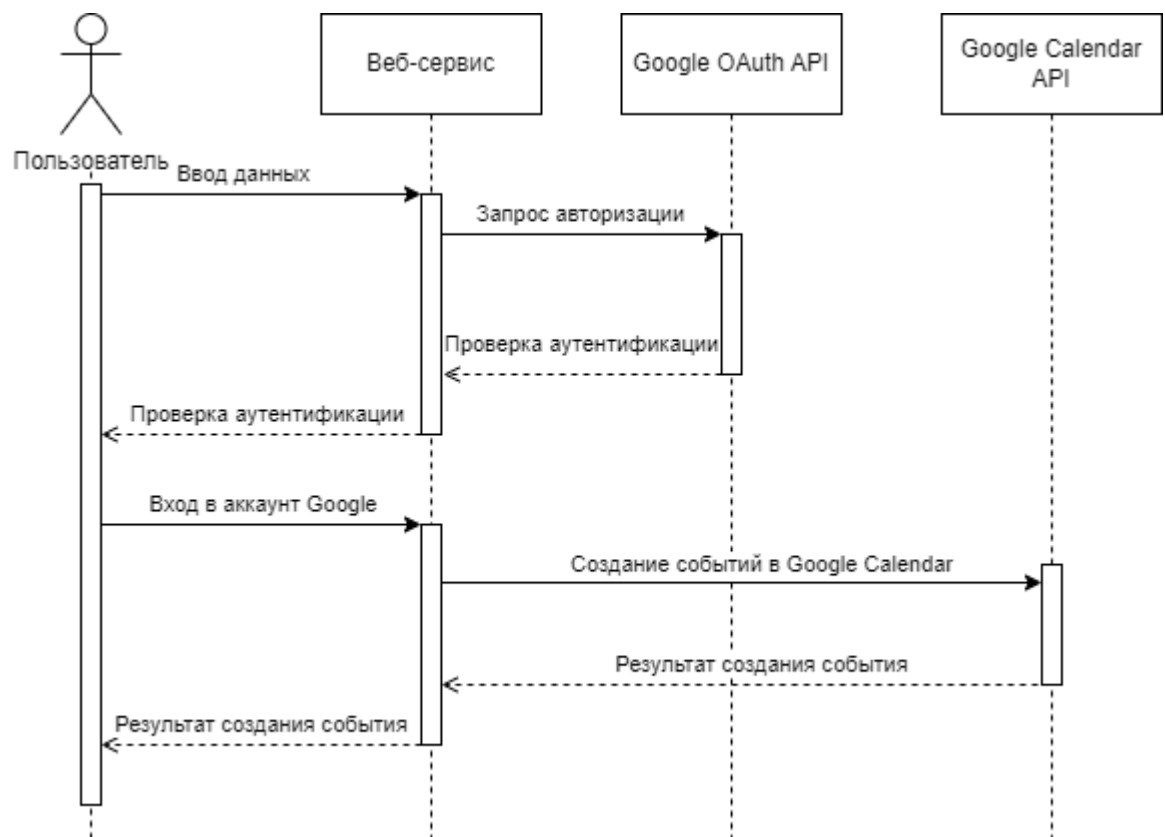 Веб-сервис
Google OAuth API
Google Calendar
API
Пользователь
Ввод данных
Запрос авторизации
Проверка аутентификации
Проверка аутентификации
Вход в аккаунт Google
Создание событий в Google Calendar
Результат создания события
Результат создания события